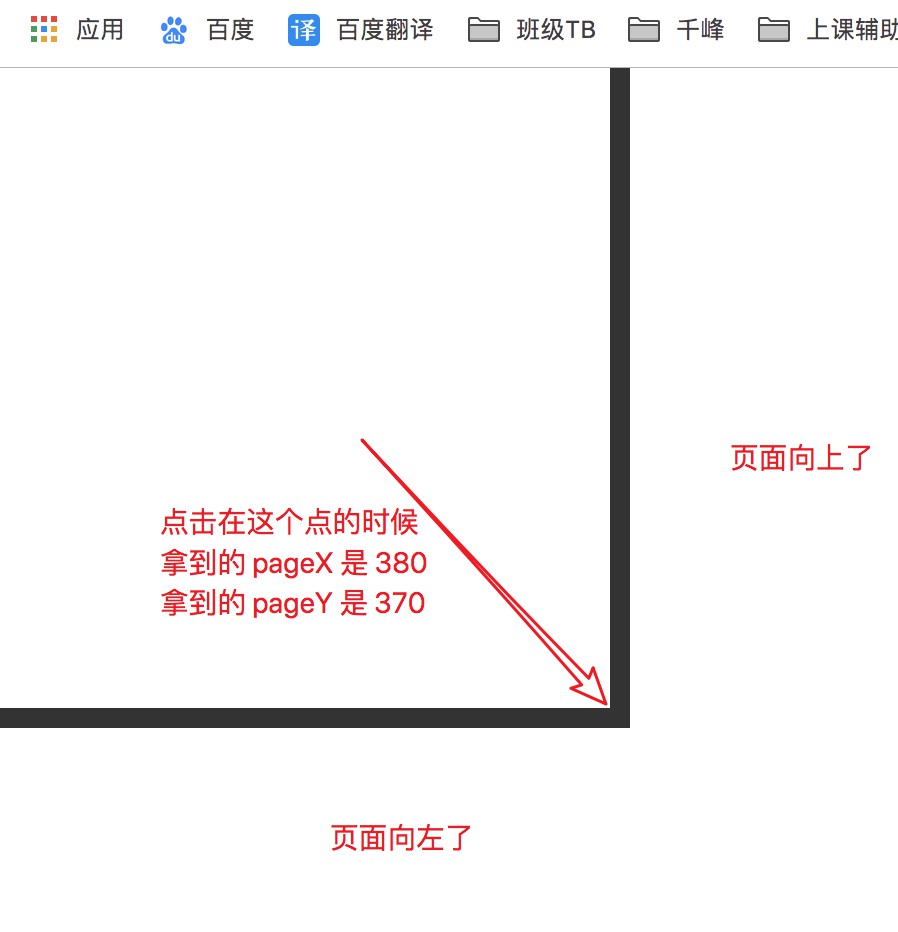 应用 百度 译 百度翻译 班级TB 千峰 上课辅助
页面向上了
点击在这个点的时候
拿到的 pageX 是 380
拿到的 pageY 是 370
页面向左了